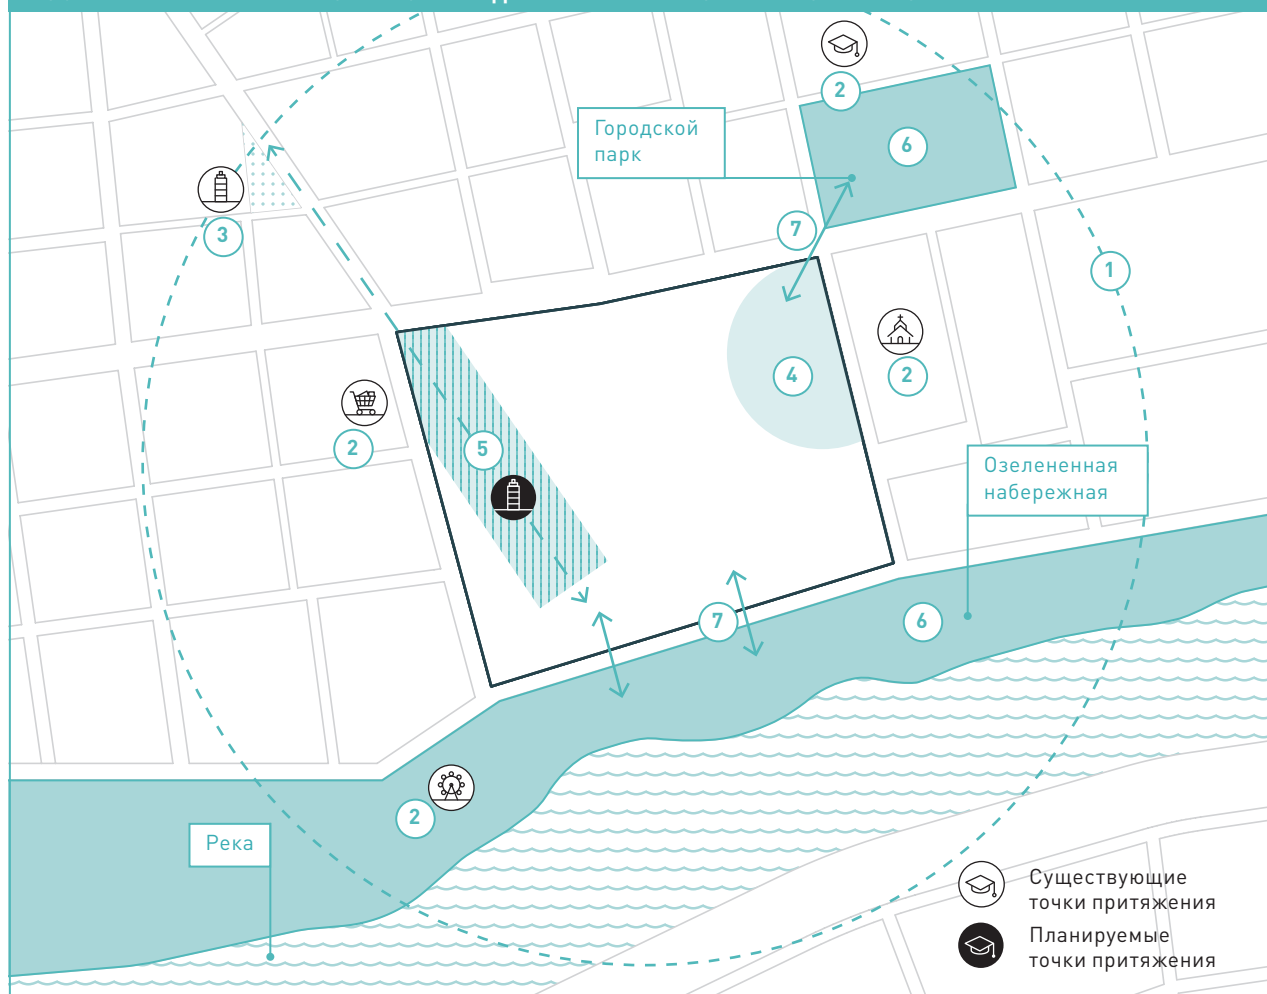 2
Городской
парк
6
3
7
1
4
2
2
5
Озелененная
набережная
7
6
2
Река
Существующие
точки притяжения
Планируемые
точки притяжения